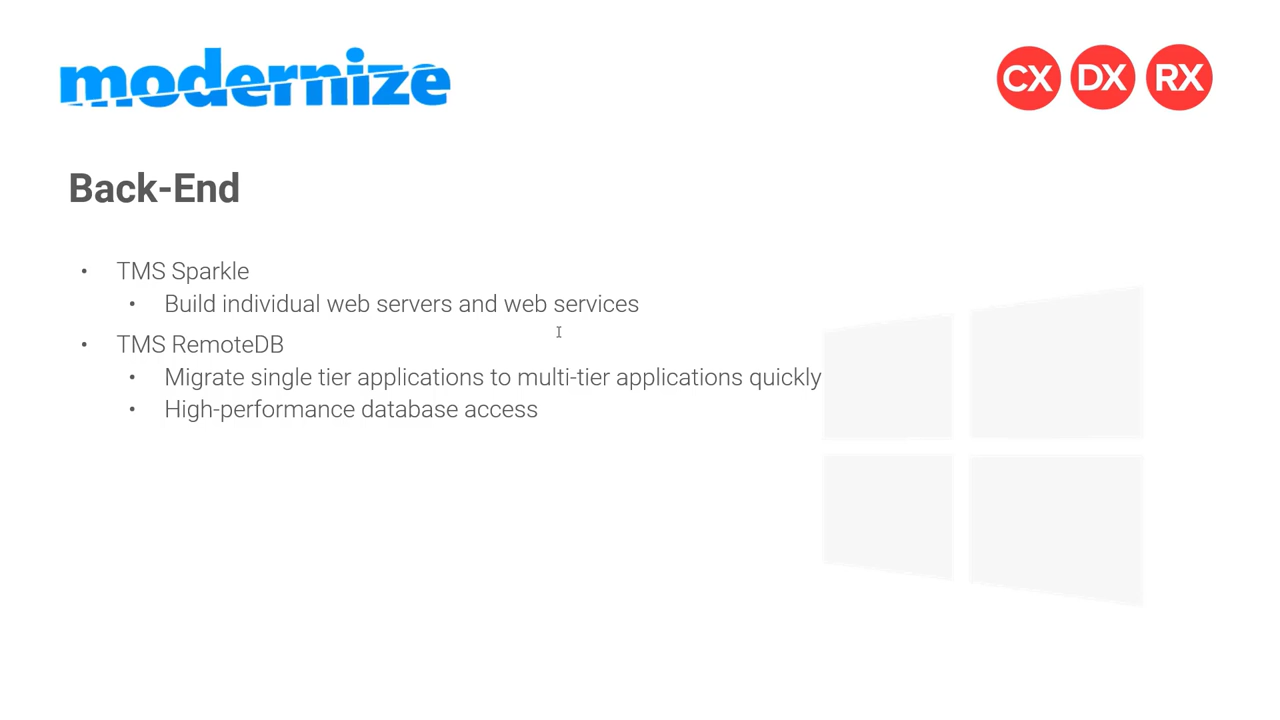 modernize
CX DX RX
Back-End
• TMS Sparkle
• Build individual web servers and web services
• TMS RemoteDB
• Migrate single tier applications to multi-tier applications quickly
• High-performance database access